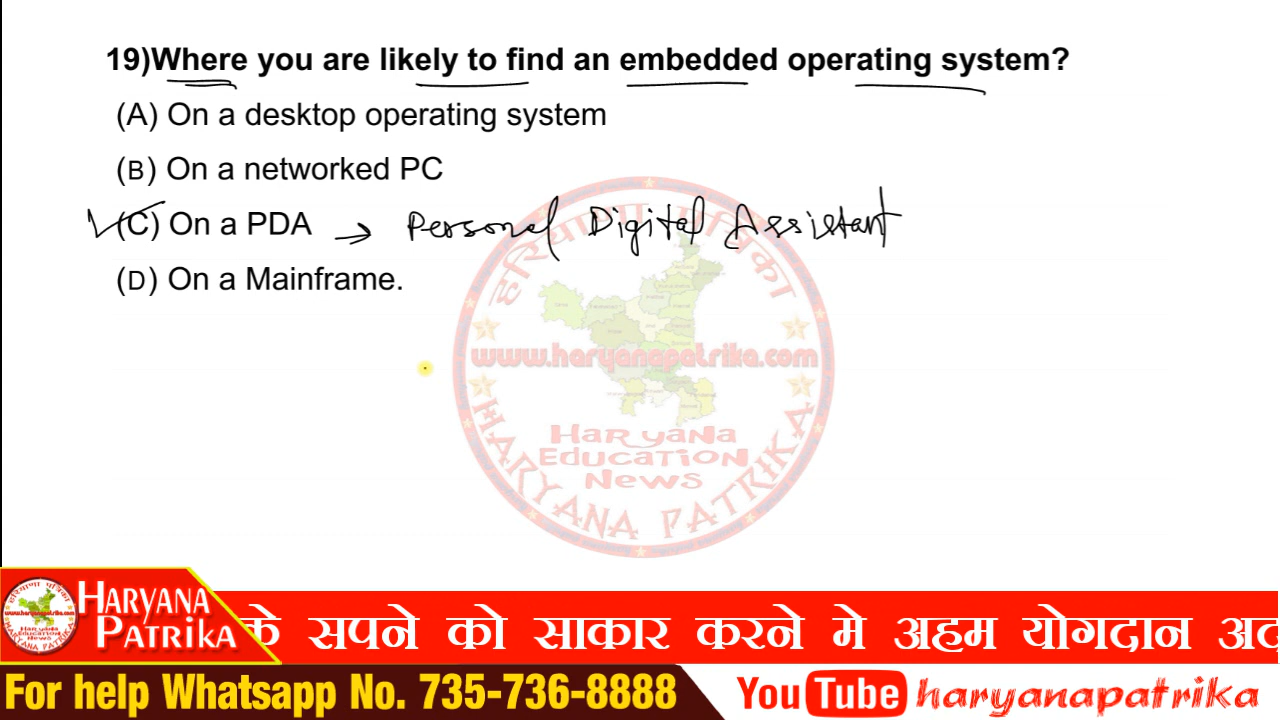 19)Where you are likely to find an embedded operating system?
(A) On a desktop operating system
(B) On a networked PC
(C) On a PDA → Personal Digital Assistant
(D) On a Mainframe.
हरियाणा पत्रिका
www.haryanapatrika.com
Haryana
Education
News
HARYANA PATRIKA
HARYANA
PATRIKA
के सपने को साकार करने मे अहम योगदान
For help Whatsapp No. 735-736-8888
YouTube haryanapatrika